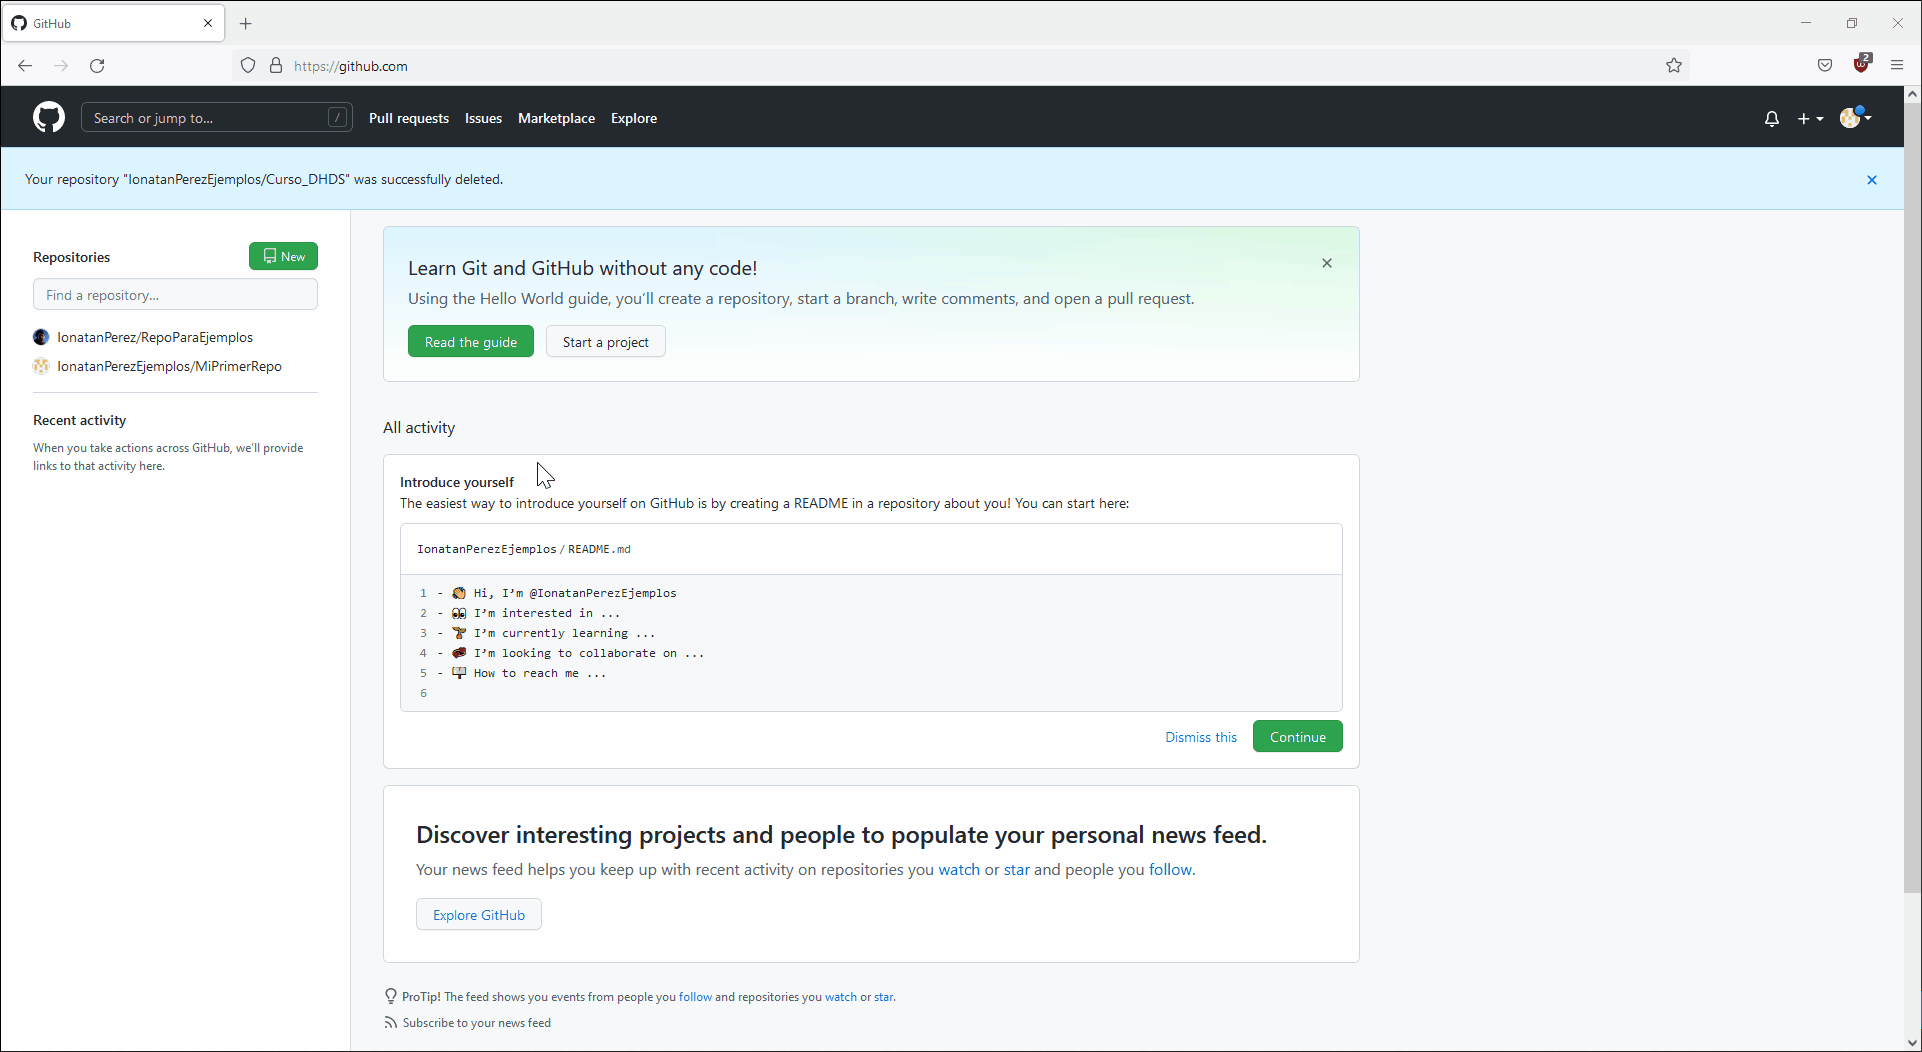 GitHub
https://github.com
2
Search or jump to...
/
Pull requests
Issues
Marketplace
Explore
Your repository "IonatanPerezEjemplos/Curso_DHDS" was successfully deleted.
Repositories
New
Find a repository...
IonatanPerez/RepoParaEjemplos
IonatanPerezEjemplos/MiPrimerRepo
Recent activity
When you take actions across GitHub, we’ll provide
links to that activity here.
Learn Git and GitHub without any code!
Using the Hello World guide, you’ll create a repository, start a branch, write comments, and open a pull request.
Read the guide
Start a project
All activity
Introduce yourself
The easiest way to introduce yourself on GitHub is by creating a README in a repository about you! You can start here:
IonatanPerezEjemplos / README.md
1 - 👋 Hi, I’m @IonatanPerezEjemplos
2 - 👀 I’m interested in ...
3 - 🌱 I’m currently learning ...
4 - 💞️ I’m looking to collaborate on ...
5 - 📫 How to reach me ...
6
Dismiss this
Continue
Discover interesting projects and people to populate your personal news feed.
Your news feed helps you keep up with recent activity on repositories you watch or star and people you follow.
Explore GitHub
ProTip! The feed shows you events from people you follow and repositories you watch or star.
Subscribe to your news feed